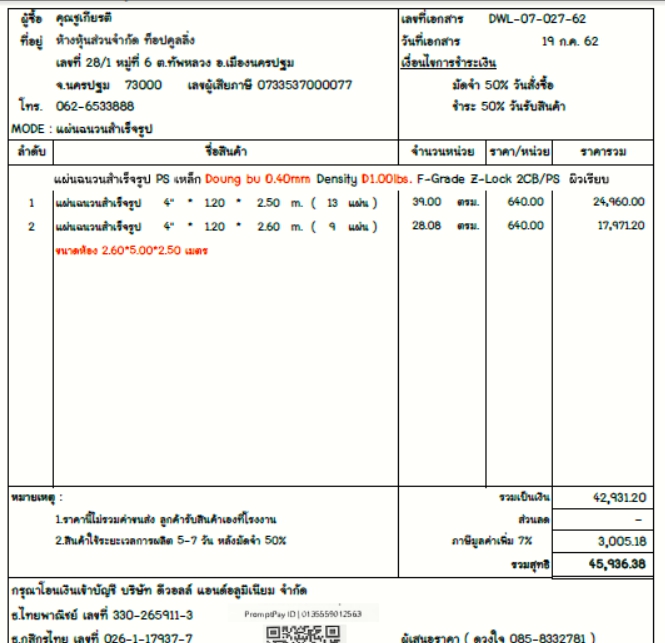 ผู้ซื้อ คุณชูเกียรติ เลขที่เอกสาร DWL-07-027-62
ที่อยู่ ห้างหุ้นส่วนจำกัด ท็อปคูลลิ่ง วันที่เอกสาร 19 ก.ค. 62
เลขที่ 28/1 หมู่ที่ 6 ต.ทัพหลวง อ.เมืองนครปฐม เงื่อนไขการชำระเงิน
จ.นครปฐม 73000 เลขผู้เสียภาษี 0733537000077 มัดจำ 50% วันสั่งซื้อ
โทร. 062-6533888 ชำระ 50% วันรับสินค้า
MODE : แผ่นฉนวนสำเร็จรูป
ลำดับ ชื่อสินค้า จำนวนหน่วย ราคา/หน่วย ราคารวม
แผ่นฉนวนสำเร็จรูป PS เหล็ก Doung bu 0.40mm Density D1.00lbs. F-Grade Z-Lock 2CB/PS ผิวเรียบ
1 แผ่นฉนวนสำเร็จรูป 4" * 1.20 * 2.50 m. ( 13 แผ่น ) 39.00 ตรม. 640.00 24,960.00
2 แผ่นฉนวนสำเร็จรูป 4" * 1.20 * 2.60 m. ( 9 แผ่น ) 28.08 ตรม. 640.00 17,971.20
ขนาดห้อง 2.60*5.00*2.50 เมตร
หมายเหตุ : รวมเป็นเงิน 42,931.20
1.ราคานี้ไม่รวมค่าขนส่ง ลูกค้ารับสินค้าเองที่โรงงาน ส่วนลด -
2.สินค้าใช้ระยะเวลาการผลิต 5-7 วัน หลังมัดจำ 50% ภาษีมูลค่าเพิ่ม 7% 3,005.18
รวมสุทธิ 45,936.38
กรุณาโอนเงินเข้าบัญชี บริษัท ดีวอลล์ แอนด์อลูมิเนียม จำกัด
ธ.ไทยพาณิชย์ เลขที่ 330-265911-3 PromptPay ID | 0135559012563
ธ.กสิกรไทย เลขที่ 026-1-17937-7 ผู้เสนอราคา ( ดวงใจ 085-8332781 )